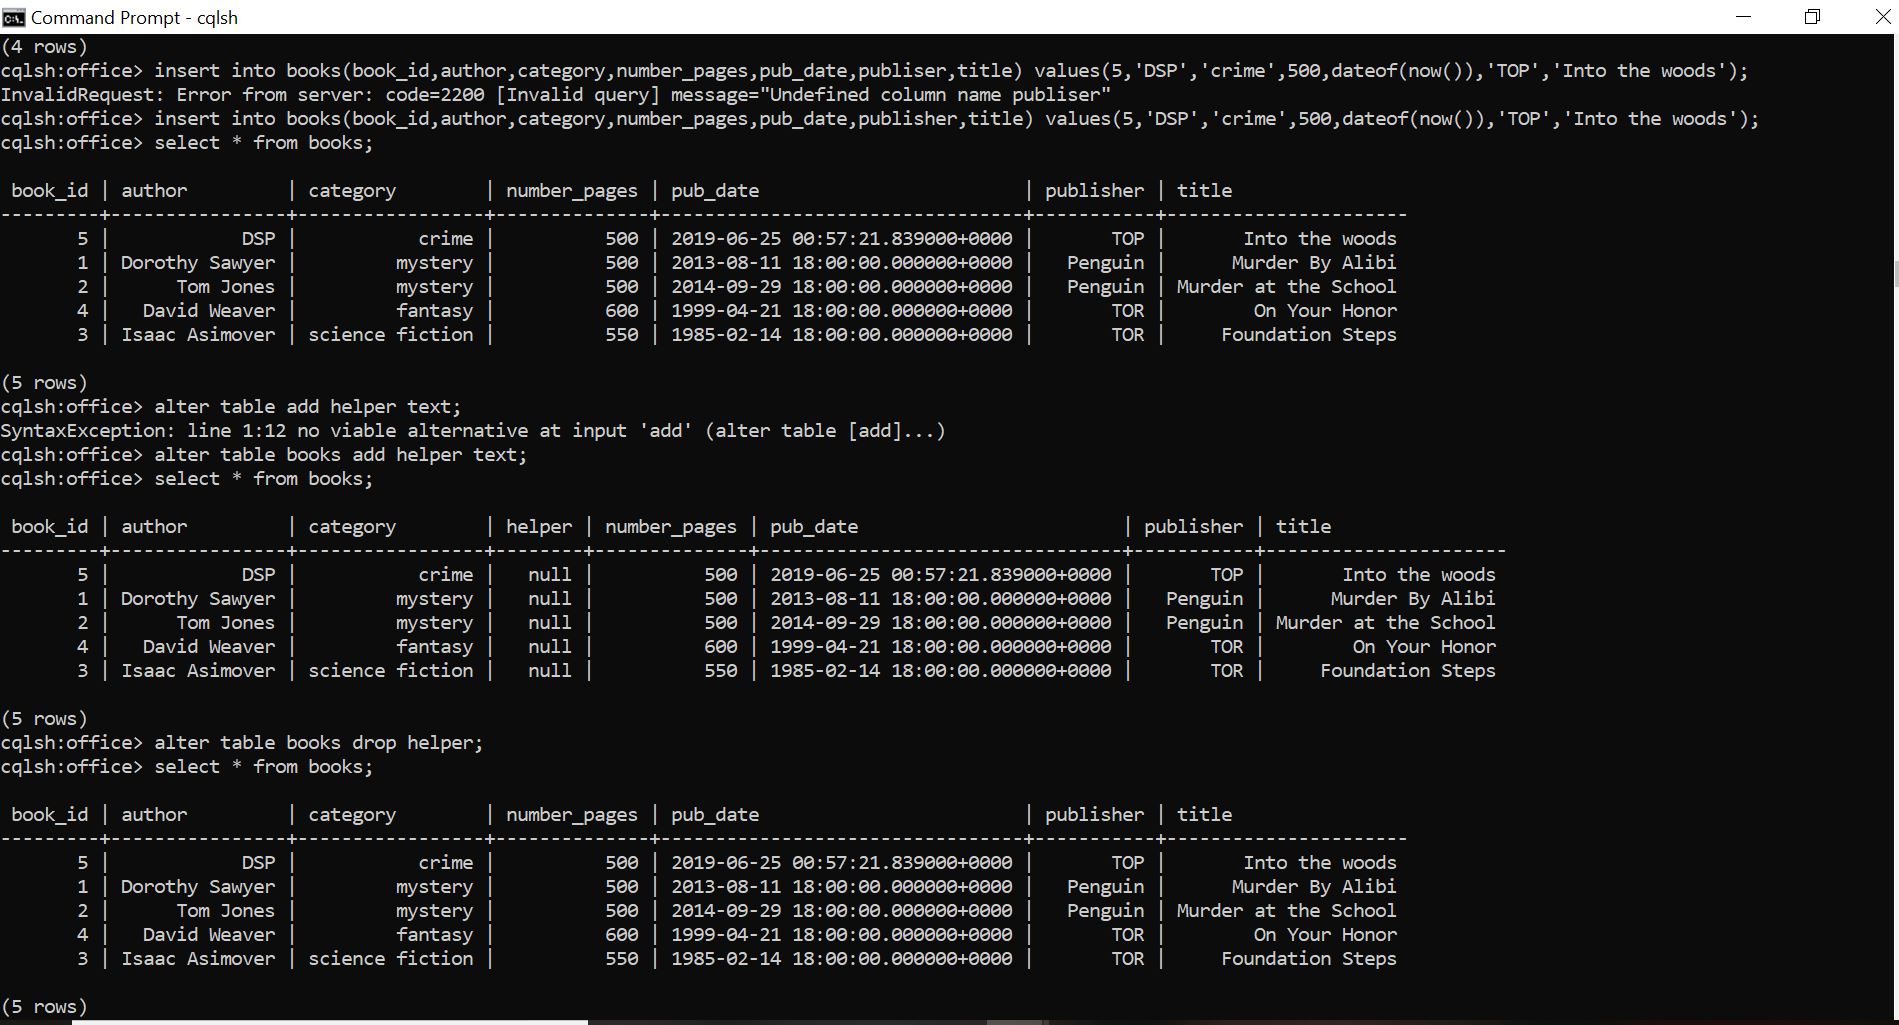 Command Prompt - cqlsh
(4 rows)
cqlsh:office> insert into books(book_id,author,category,number_pages,pub_date,publiser,title) values(5,'DSP','crime',500,dateof(now()),'TOP','Into the woods');
InvalidRequest: Error from server: code=2200 [Invalid query] message="Undefined column name publiser"
cqlsh:office> insert into books(book_id,author,category,number_pages,pub_date,publisher,title) values(5,'DSP','crime',500,dateof(now()),'TOP','Into the woods');
cqlsh:office> select * from books;
book_id | author | category | number_pages | pub_date | publisher | title
---------+----------------+-----------------+--------------+---------------------------------+-----------+----------------------
5 | DSP | crime | 500 | 2019-06-25 00:57:21.839000+0000 | TOP | Into the woods
1 | Dorothy Sawyer | mystery | 500 | 2013-08-11 18:00:00.000000+0000 | Penguin | Murder By Alibi
2 | Tom Jones | mystery | 500 | 2014-09-29 18:00:00.000000+0000 | Penguin | Murder at the School
4 | David Weaver | fantasy | 600 | 1999-04-21 18:00:00.000000+0000 | TOR | On Your Honor
3 | Isaac Asimover | science fiction | 550 | 1985-02-14 18:00:00.000000+0000 | TOR | Foundation Steps
(5 rows)
cqlsh:office> alter table add helper text;
SyntaxException: line 1:12 no viable alternative at input 'add' (alter table [add]...)
cqlsh:office> alter table books add helper text;
cqlsh:office> select * from books;
book_id | author | category | helper | number_pages | pub_date | publisher | title
---------+----------------+-----------------+--------+--------------+---------------------------------+-----------+----------------------
5 | DSP | crime | null | 500 | 2019-06-25 00:57:21.839000+0000 | TOP | Into the woods
1 | Dorothy Sawyer | mystery | null | 500 | 2013-08-11 18:00:00.000000+0000 | Penguin | Murder By Alibi
2 | Tom Jones | mystery | null | 500 | 2014-09-29 18:00:00.000000+0000 | Penguin | Murder at the School
4 | David Weaver | fantasy | null | 600 | 1999-04-21 18:00:00.000000+0000 | TOR | On Your Honor
3 | Isaac Asimover | science fiction | null | 550 | 1985-02-14 18:00:00.000000+0000 | TOR | Foundation Steps
(5 rows)
cqlsh:office> alter table books drop helper;
cqlsh:office> select * from books;
book_id | author | category | number_pages | pub_date | publisher | title
---------+----------------+-----------------+--------------+---------------------------------+-----------+----------------------
5 | DSP | crime | 500 | 2019-06-25 00:57:21.839000+0000 | TOP | Into the woods
1 | Dorothy Sawyer | mystery | 500 | 2013-08-11 18:00:00.000000+0000 | Penguin | Murder By Alibi
2 | Tom Jones | mystery | 500 | 2014-09-29 18:00:00.000000+0000 | Penguin | Murder at the School
4 | David Weaver | fantasy | 600 | 1999-04-21 18:00:00.000000+0000 | TOR | On Your Honor
3 | Isaac Asimover | science fiction | 550 | 1985-02-14 18:00:00.000000+0000 | TOR | Foundation Steps
(5 rows)